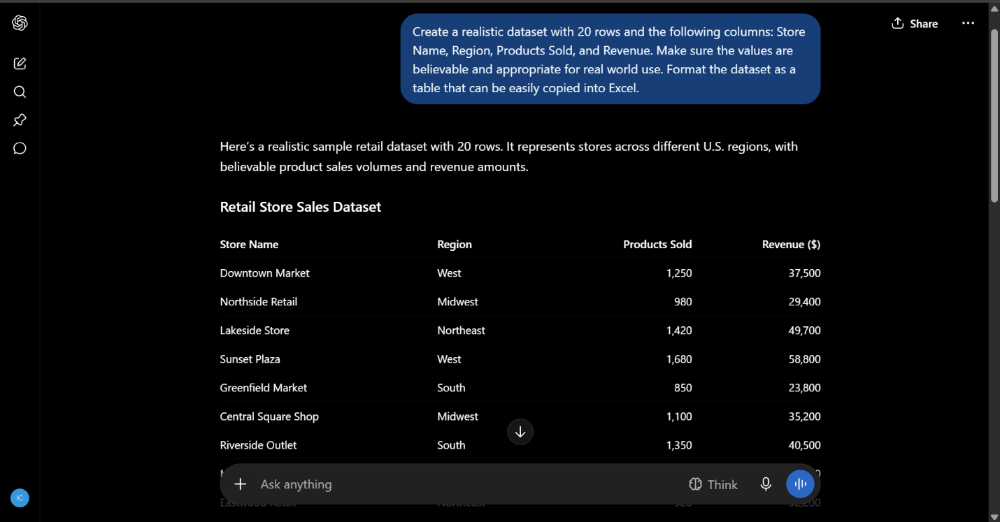 Share
Create a realistic dataset with 20 rows and the following columns: Store
Name, Region, Products Sold, and Revenue. Make sure the values are
believable and appropriate for real world use. Format the dataset as a
table that can be easily copied into Excel.
Here’s a realistic sample retail dataset with 20 rows. It represents stores across different U.S. regions, with
believable product sales volumes and revenue amounts.
Retail Store Sales Dataset
Store Name Region Products Sold Revenue ($)
Downtown Market West 1,250 37,500
Northside Retail Midwest 980 29,400
Lakeside Store Northeast 1,420 49,700
Sunset Plaza West 1,680 58,800
Greenfield Market South 850 23,800
Central Square Shop Midwest 1,100 35,200
Riverside Outlet South 1,350 40,500
Ask anything Think
Eastwood Retail Northeast 920 32,200
IC